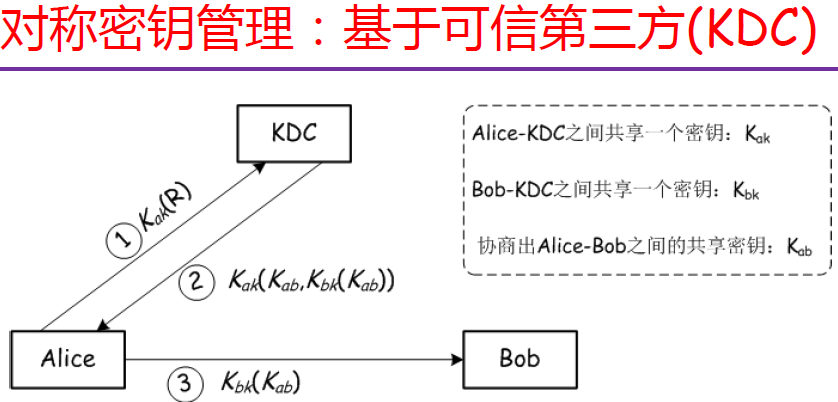 对称密钥管理：基于可信第三方(KDC)
KDC
Alice-KDC之间共享一个密钥：Kak
Bob-KDC之间共享一个密钥：Kbk
协商出Alice-Bob之间的共享密钥：Kab
1 Kak(R)
2 Kak(Kab,Kbk(Kab))
Alice
Bob
3 Kbk(Kab)